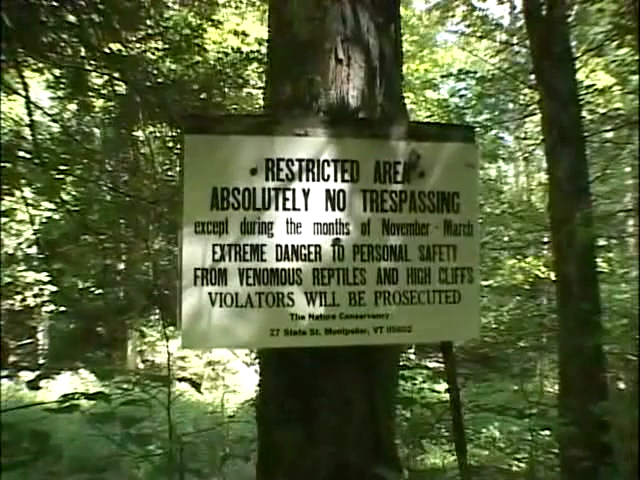 • RESTRICTED AREA •
ABSOLUTELY NO TRESPASSING
except during the months of November - March
EXTREME DANGER TO PERSONAL SAFETY
FROM VENOMOUS REPTILES AND HIGH CLIFFS
VIOLATORS WILL BE PROSECUTED
The Nature Conservancy
27 State St. Montpelier, VT 05602